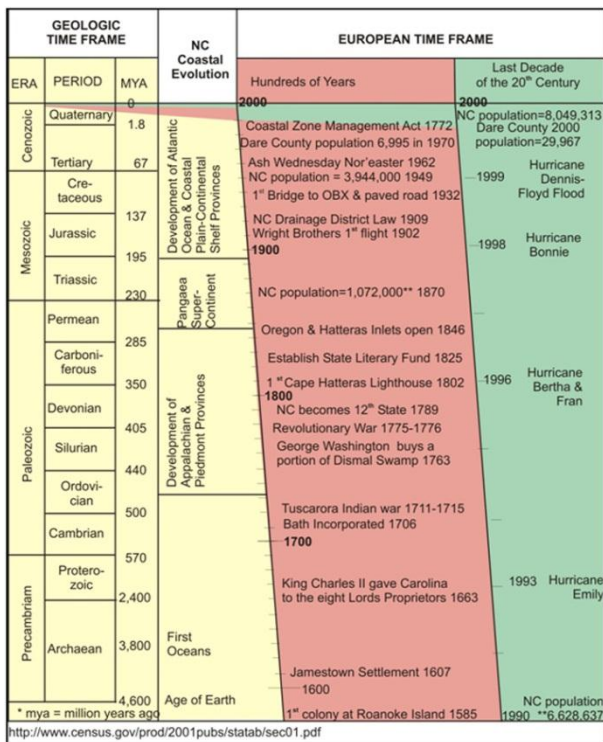 GEOLOGIC
TIME FRAME
NC
Coastal
Evolution
EUROPEAN TIME FRAME
ERA
PERIOD
MYA
Hundreds of Years
Last Decade
of the 20th Century
Cenozoic
Mesozoic
Paleozoic
Precambriam
Quaternary
Tertiary
Cre-
taceous
Jurassic
Triassic
Permean
Carboni-
ferous
Devonian
Silurian
Ordovi-
cian
Cambrian
Protero-
zoic
Archaean
0
1.8
67
137
195
230
285
350
405
440
500
570
2,400
3,800
4,600
Development of Atlantic
Ocean & Coastal
Plain-Continental
Shelf Provinces
Pangaea
Super-
Continent
Development of
Appalachian &
Piedmont Provinces
First
Oceans
Age of Earth
2000
Coastal Zone Management Act 1772
Dare County population 6,995 in 1970
Ash Wednesday Nor'easter 1962
NC population = 3,944,000 1949
1st Bridge to OBX & paved road 1932
NC Drainage District Law 1909
Wright Brothers 1st flight 1902
1900
NC population=1,072,000** 1870
Oregon & Hatteras Inlets open 1846
Establish State Literary Fund 1825
1st Cape Hatteras Lighthouse 1802
1800
NC becomes 12th State 1789
Revolutionary War 1775-1776
George Washington buys a
portion of Dismal Swamp 1763
Tuscarora Indian war 1711-1715
Bath Incorporated 1706
1700
King Charles II gave Carolina
to the eight Lords Proprietors 1663
Jamestown Settlement 1607
1600
1st colony at Roanoke Island 1585
2000
NC population=8,049,313
Dare County 2000
population=29,967
1999
Hurricane
Dennis-
Floyd Flood
1998
Hurricane
Bonnie
1996
Hurricane
Bertha &
Fran
1993
Hurricane
Emily
NC population
1990 **6,628,637
* mya = million years ago
http://www.census.gov/prod/2001pubs/statab/sec01.pdf